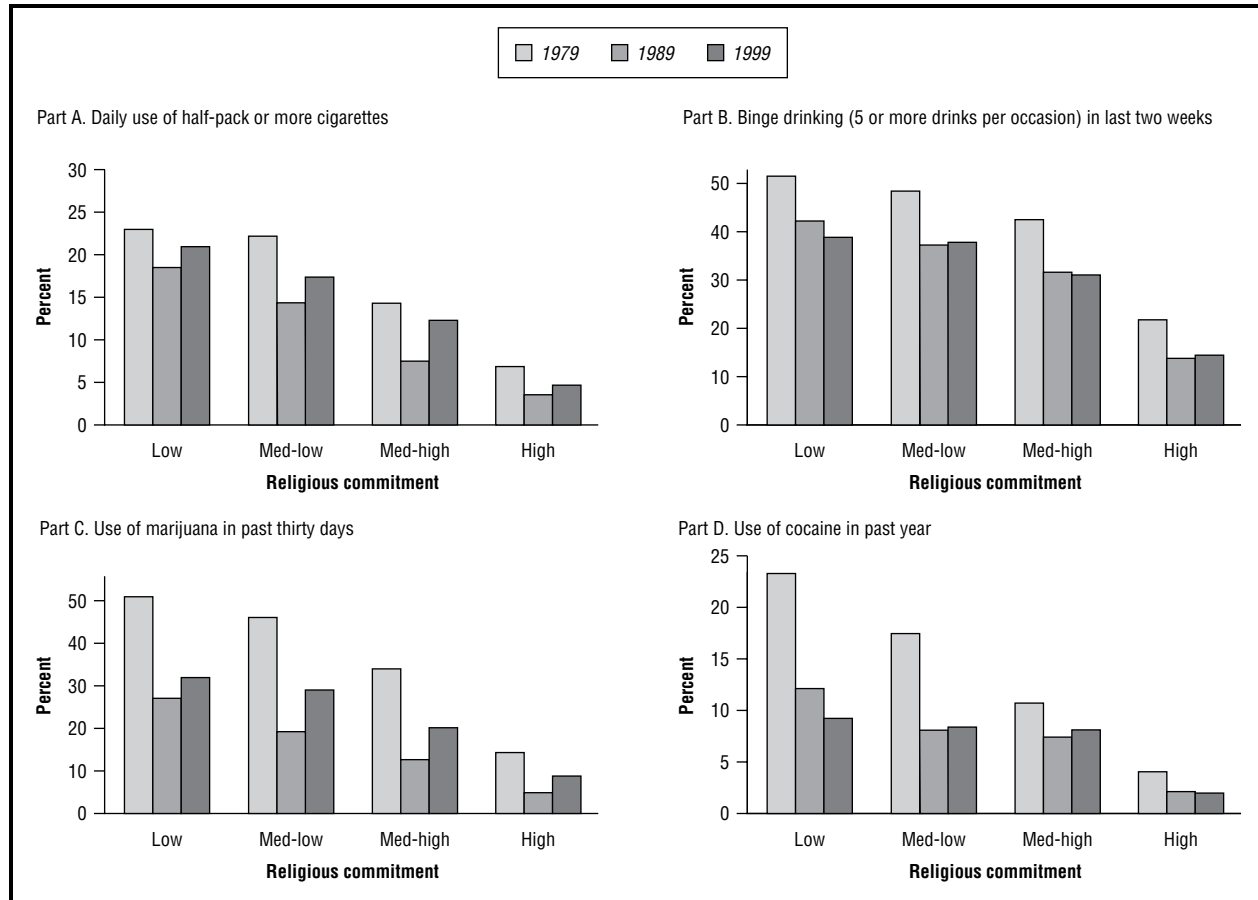 1979 1989 1999
Part A. Daily use of half-pack or more cigarettes
30
25
20
15
10
5
0
Percent
Low Med-low Med-high High
Religious commitment
Part B. Binge drinking (5 or more drinks per occasion) in last two weeks
50
40
30
20
10
0
Percent
Low Med-low Med-high High
Religious commitment
Part C. Use of marijuana in past thirty days
50
40
30
20
10
0
Percent
Low Med-low Med-high High
Religious commitment
Part D. Use of cocaine in past year
25
20
15
10
5
0
Percent
Low Med-low Med-high High
Religious commitment